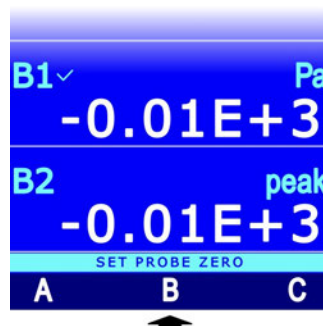 B1✓ Pa
-0.01E+3
B2 peak
-0.01E+3
SET PROBE ZERO
A B C